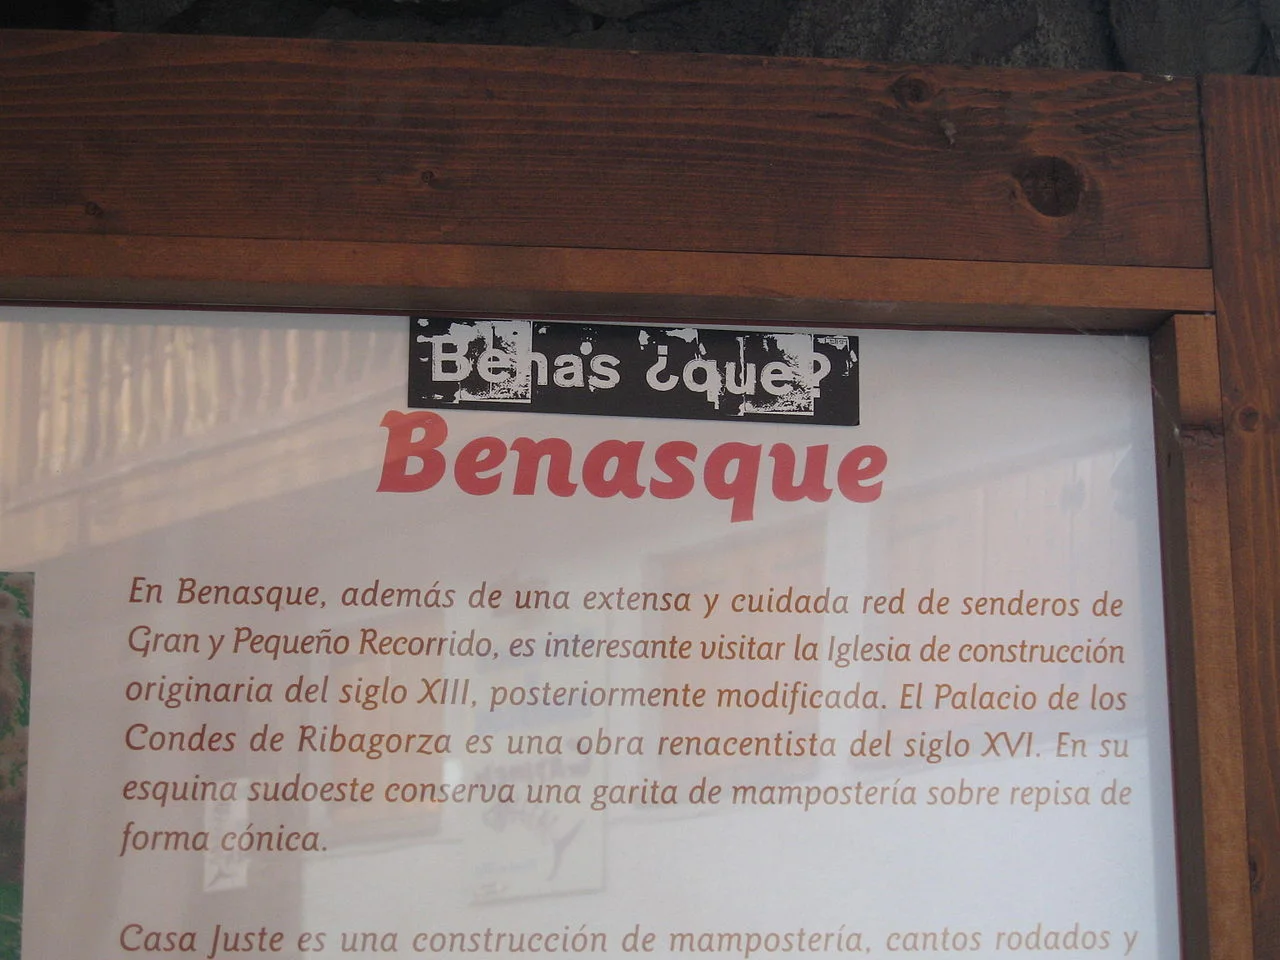 Benas ¿que?
Benasque
En Benasque, además de una extensa y cuidada red de senderos de
Gran y Pequeño Recorrido, es interesante visitar la Iglesia de construcción
originaria del siglo XIII, posteriormente modificada. El Palacio de los
Condes de Ribagorza es una obra renacentista del siglo XVI. En su
esquina sudoeste conserva una garita de mampostería sobre repisa de
forma cónica.
Casa Juste es una construcción de mampostería, cantos rodados y